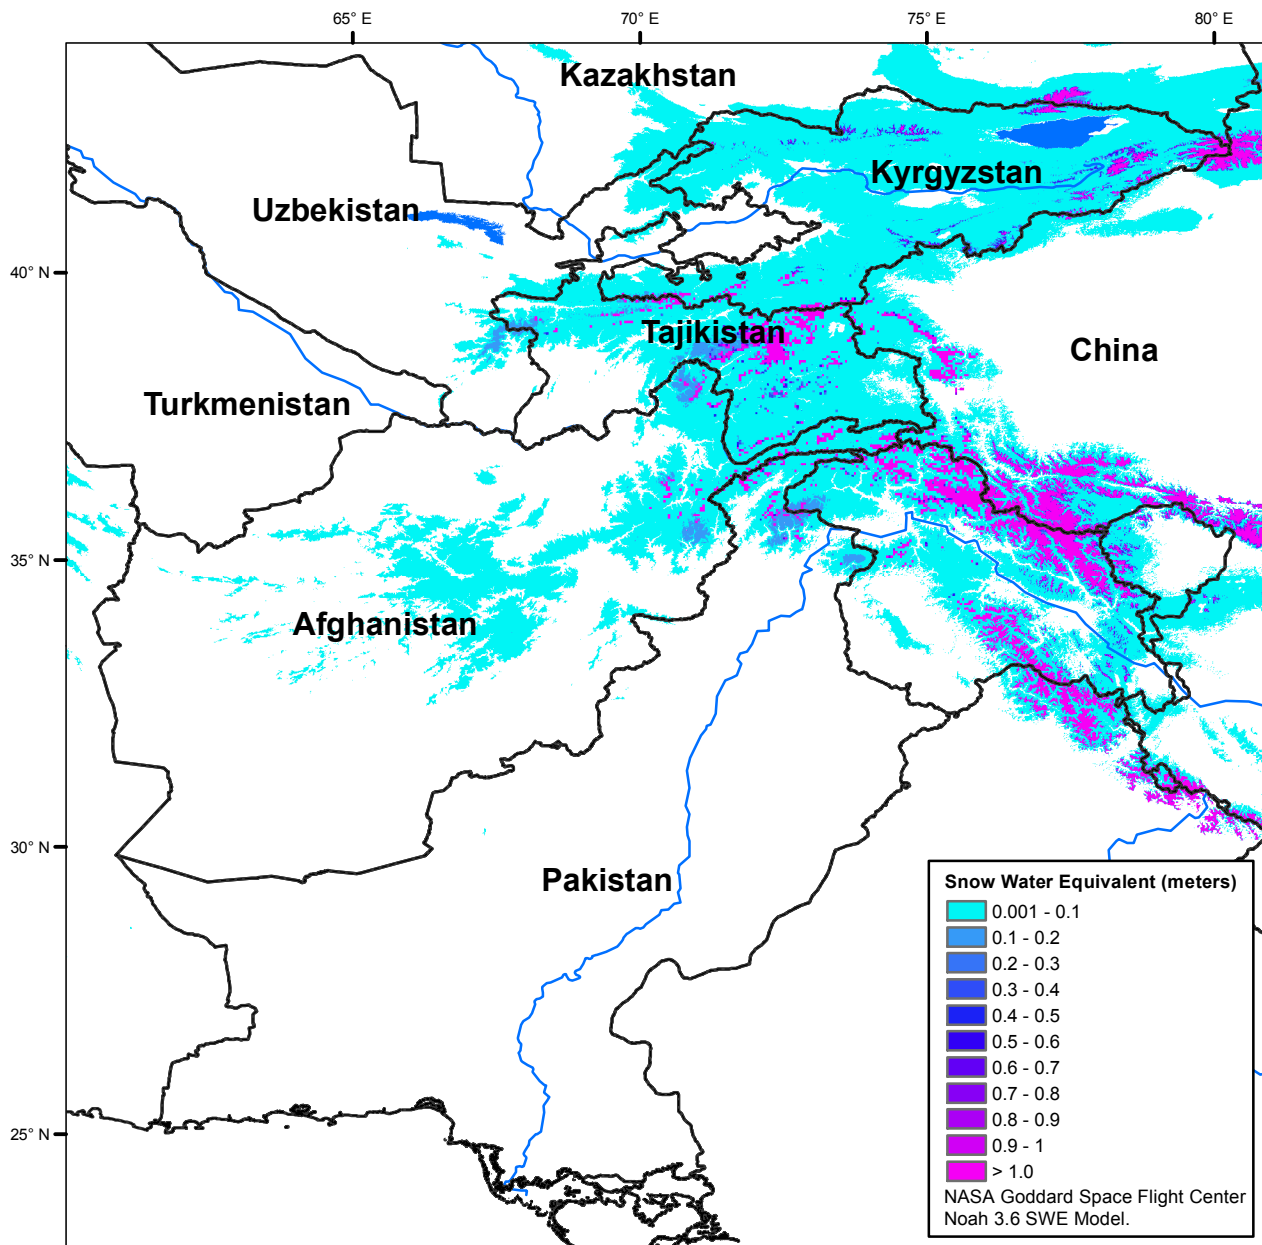 65° E
70° E
75° E
80° E
Kazakhstan
Kyrgyzstan
Uzbekistan
40° N
Tajikistan
China
Turkmenistan
35° N
Afghanistan
30° N
Pakistan
25° N
Snow Water Equivalent (meters)
0.001 - 0.1
0.1 - 0.2
0.2 - 0.3
0.3 - 0.4
0.4 - 0.5
0.5 - 0.6
0.6 - 0.7
0.7 - 0.8
0.8 - 0.9
0.9 - 1
> 1.0
NASA Goddard Space Flight Center
Noah 3.6 SWE Model.